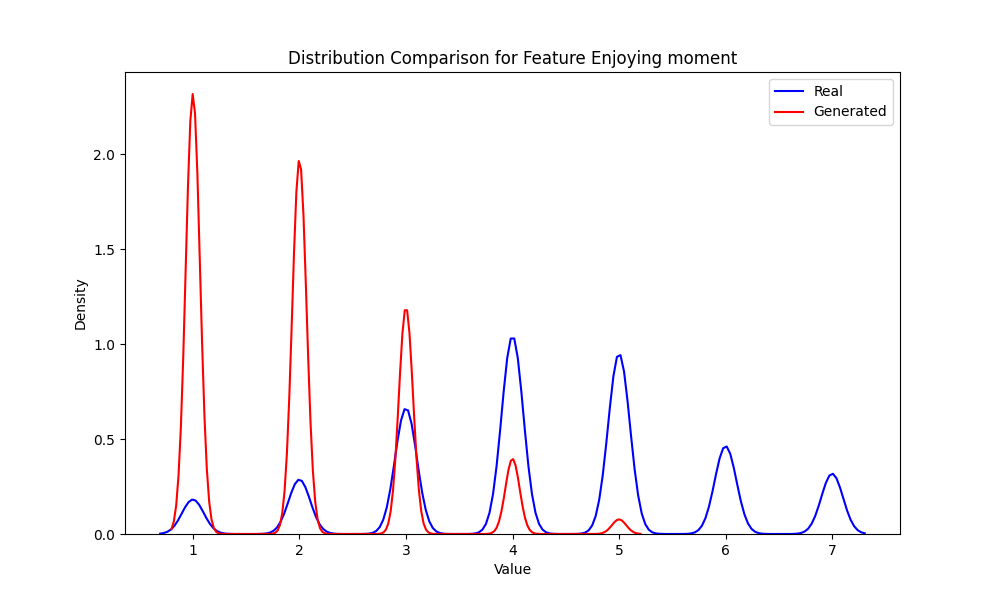 Distribution Comparison for Feature Enjoying moment
Real
Generated
2.0
1.5
1.0
0.5
0.0
Density
1 2 3 4 5 6 7
Value